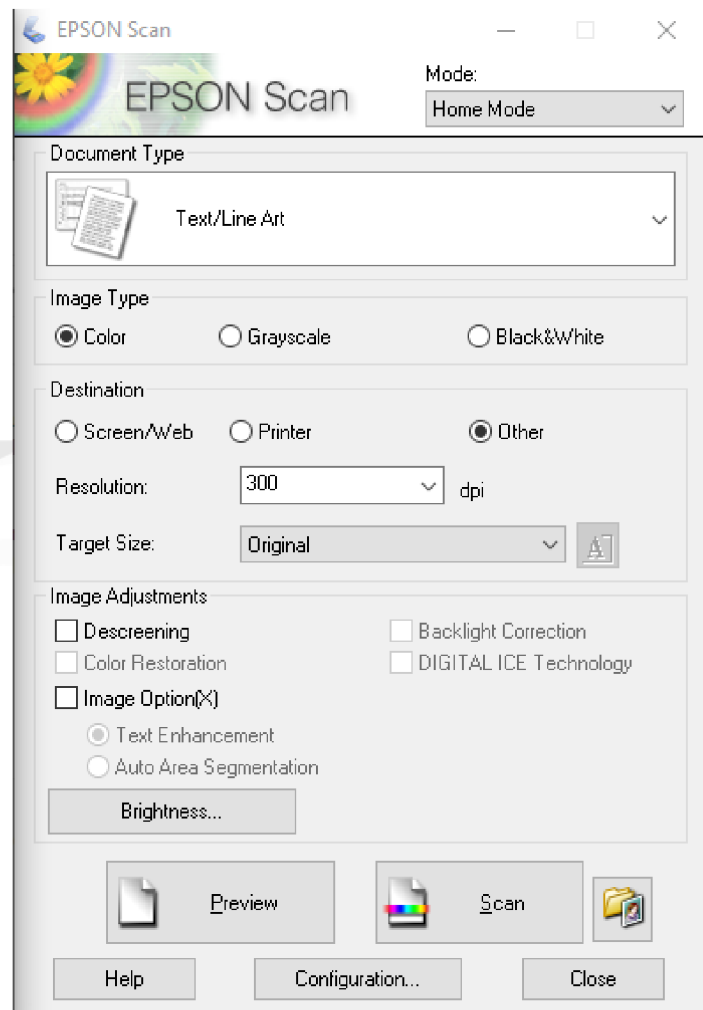 EPSON Scan
EPSON Scan
Mode:
Home Mode
Document Type
Text/Line Art
Image Type
Color Grayscale Black&White
Destination
Screen/Web Printer Other
Resolution: 300 dpi
Target Size: Original
Image Adjustments
Descreening Backlight Correction
Color Restoration DIGITAL ICE Technology
Image Option(X)
Text Enhancement
Auto Area Segmentation
Brightness...
Preview Scan
Help Configuration... Close